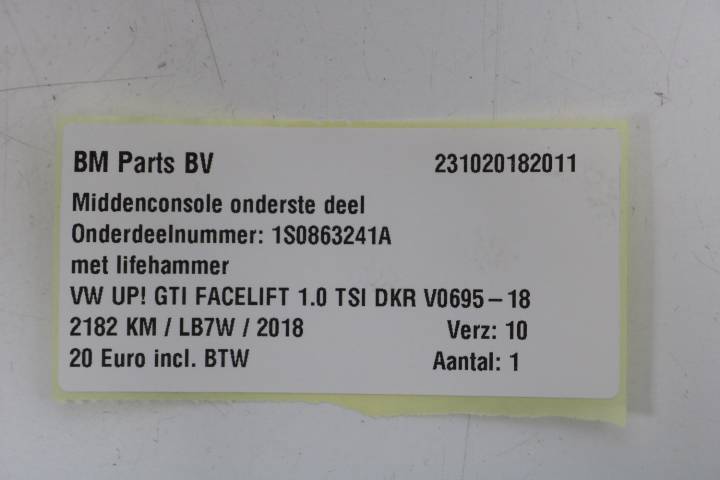 BM Parts BV 231020182011
Middenconsole onderste deel
Onderdeelnummer: 1S0863241A
met lifehammer
VW UP! GTI FACELIFT 1.0 TSI DKR V0695-18
2182 KM / LB7W / 2018 Verz: 10
20 Euro incl. BTW Aantal: 1